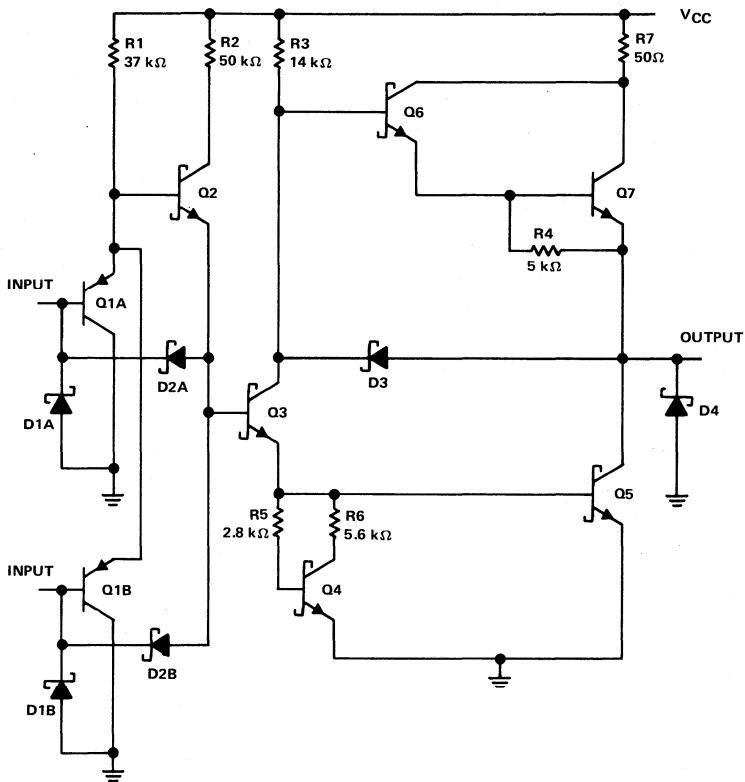 VCC
R1
37 kΩ
R2
50 kΩ
R3
14 kΩ
R7
50Ω
Q6
Q2
Q7
R4
5 kΩ
INPUT
Q1A
OUTPUT
D2A
D3
D1A
Q3
D4
R5
2.8 kΩ
R6
5.6 kΩ
Q5
INPUT
Q1B
Q4
D2B
D1B